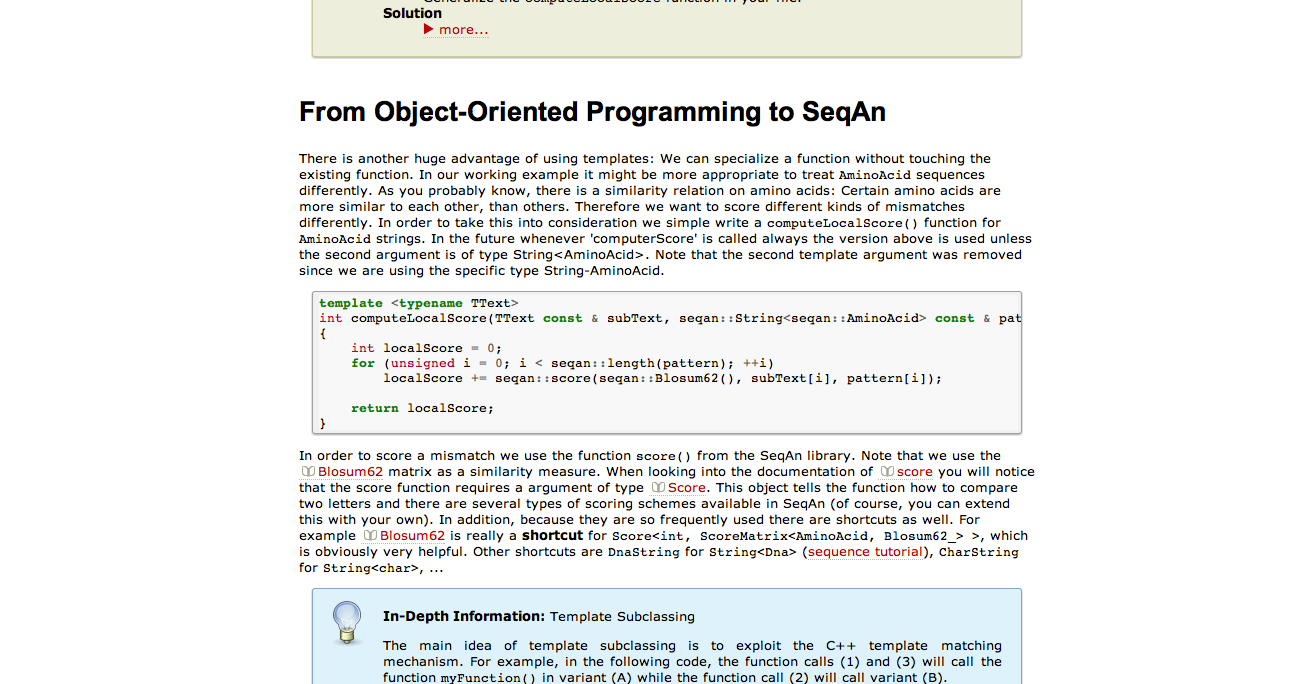 Generalize the computeLocalScore function in your file.
Solution
more...
From Object-Oriented Programming to SeqAn
There is another huge advantage of using templates: We can specialize a function without touching the
existing function. In our working example it might be more appropriate to treat AminoAcid sequences
differently. As you probably know, there is a similarity relation on amino acids: Certain amino acids are
more similar to each other, than others. Therefore we want to score different kinds of mismatches
differently. In order to take this into consideration we simple write a computeLocalScore() function for
AminoAcid strings. In the future whenever 'computerScore' is called always the version above is used unless
the second argument is of type String<AminoAcid>. Note that the second template argument was removed
since we are using the specific type String-AminoAcid.
template <typename TText>
int computeLocalScore(TText const & subText, seqan::String<seqan::AminoAcid> const & pat
{
    int localScore = 0;
    for (unsigned i = 0; i < seqan::length(pattern); ++i)
        localScore += seqan::score(seqan::Blosum62(), subText[i], pattern[i]);
    return localScore;
}
In order to score a mismatch we use the function score() from the SeqAn library. Note that we use the
Blosum62 matrix as a similarity measure. When looking into the documentation of score you will notice
that the score function requires a argument of type Score. This object tells the function how to compare
two letters and there are several types of scoring schemes available in SeqAn (of course, you can extend
this with your own). In addition, because they are so frequently used there are shortcuts as well. For
example Blosum62 is really a shortcut for Score<int, ScoreMatrix<AminoAcid, Blosum62_> >, which
is obviously very helpful. Other shortcuts are DnaString for String<Dna> (sequence tutorial), CharString
for String<char>, ...
In-Depth Information: Template Subclassing
The main idea of template subclassing is to exploit the C++ template matching
mechanism. For example, in the following code, the function calls (1) and (3) will call the
function myFunction() in variant (A) while the function call (2) will call variant (B).